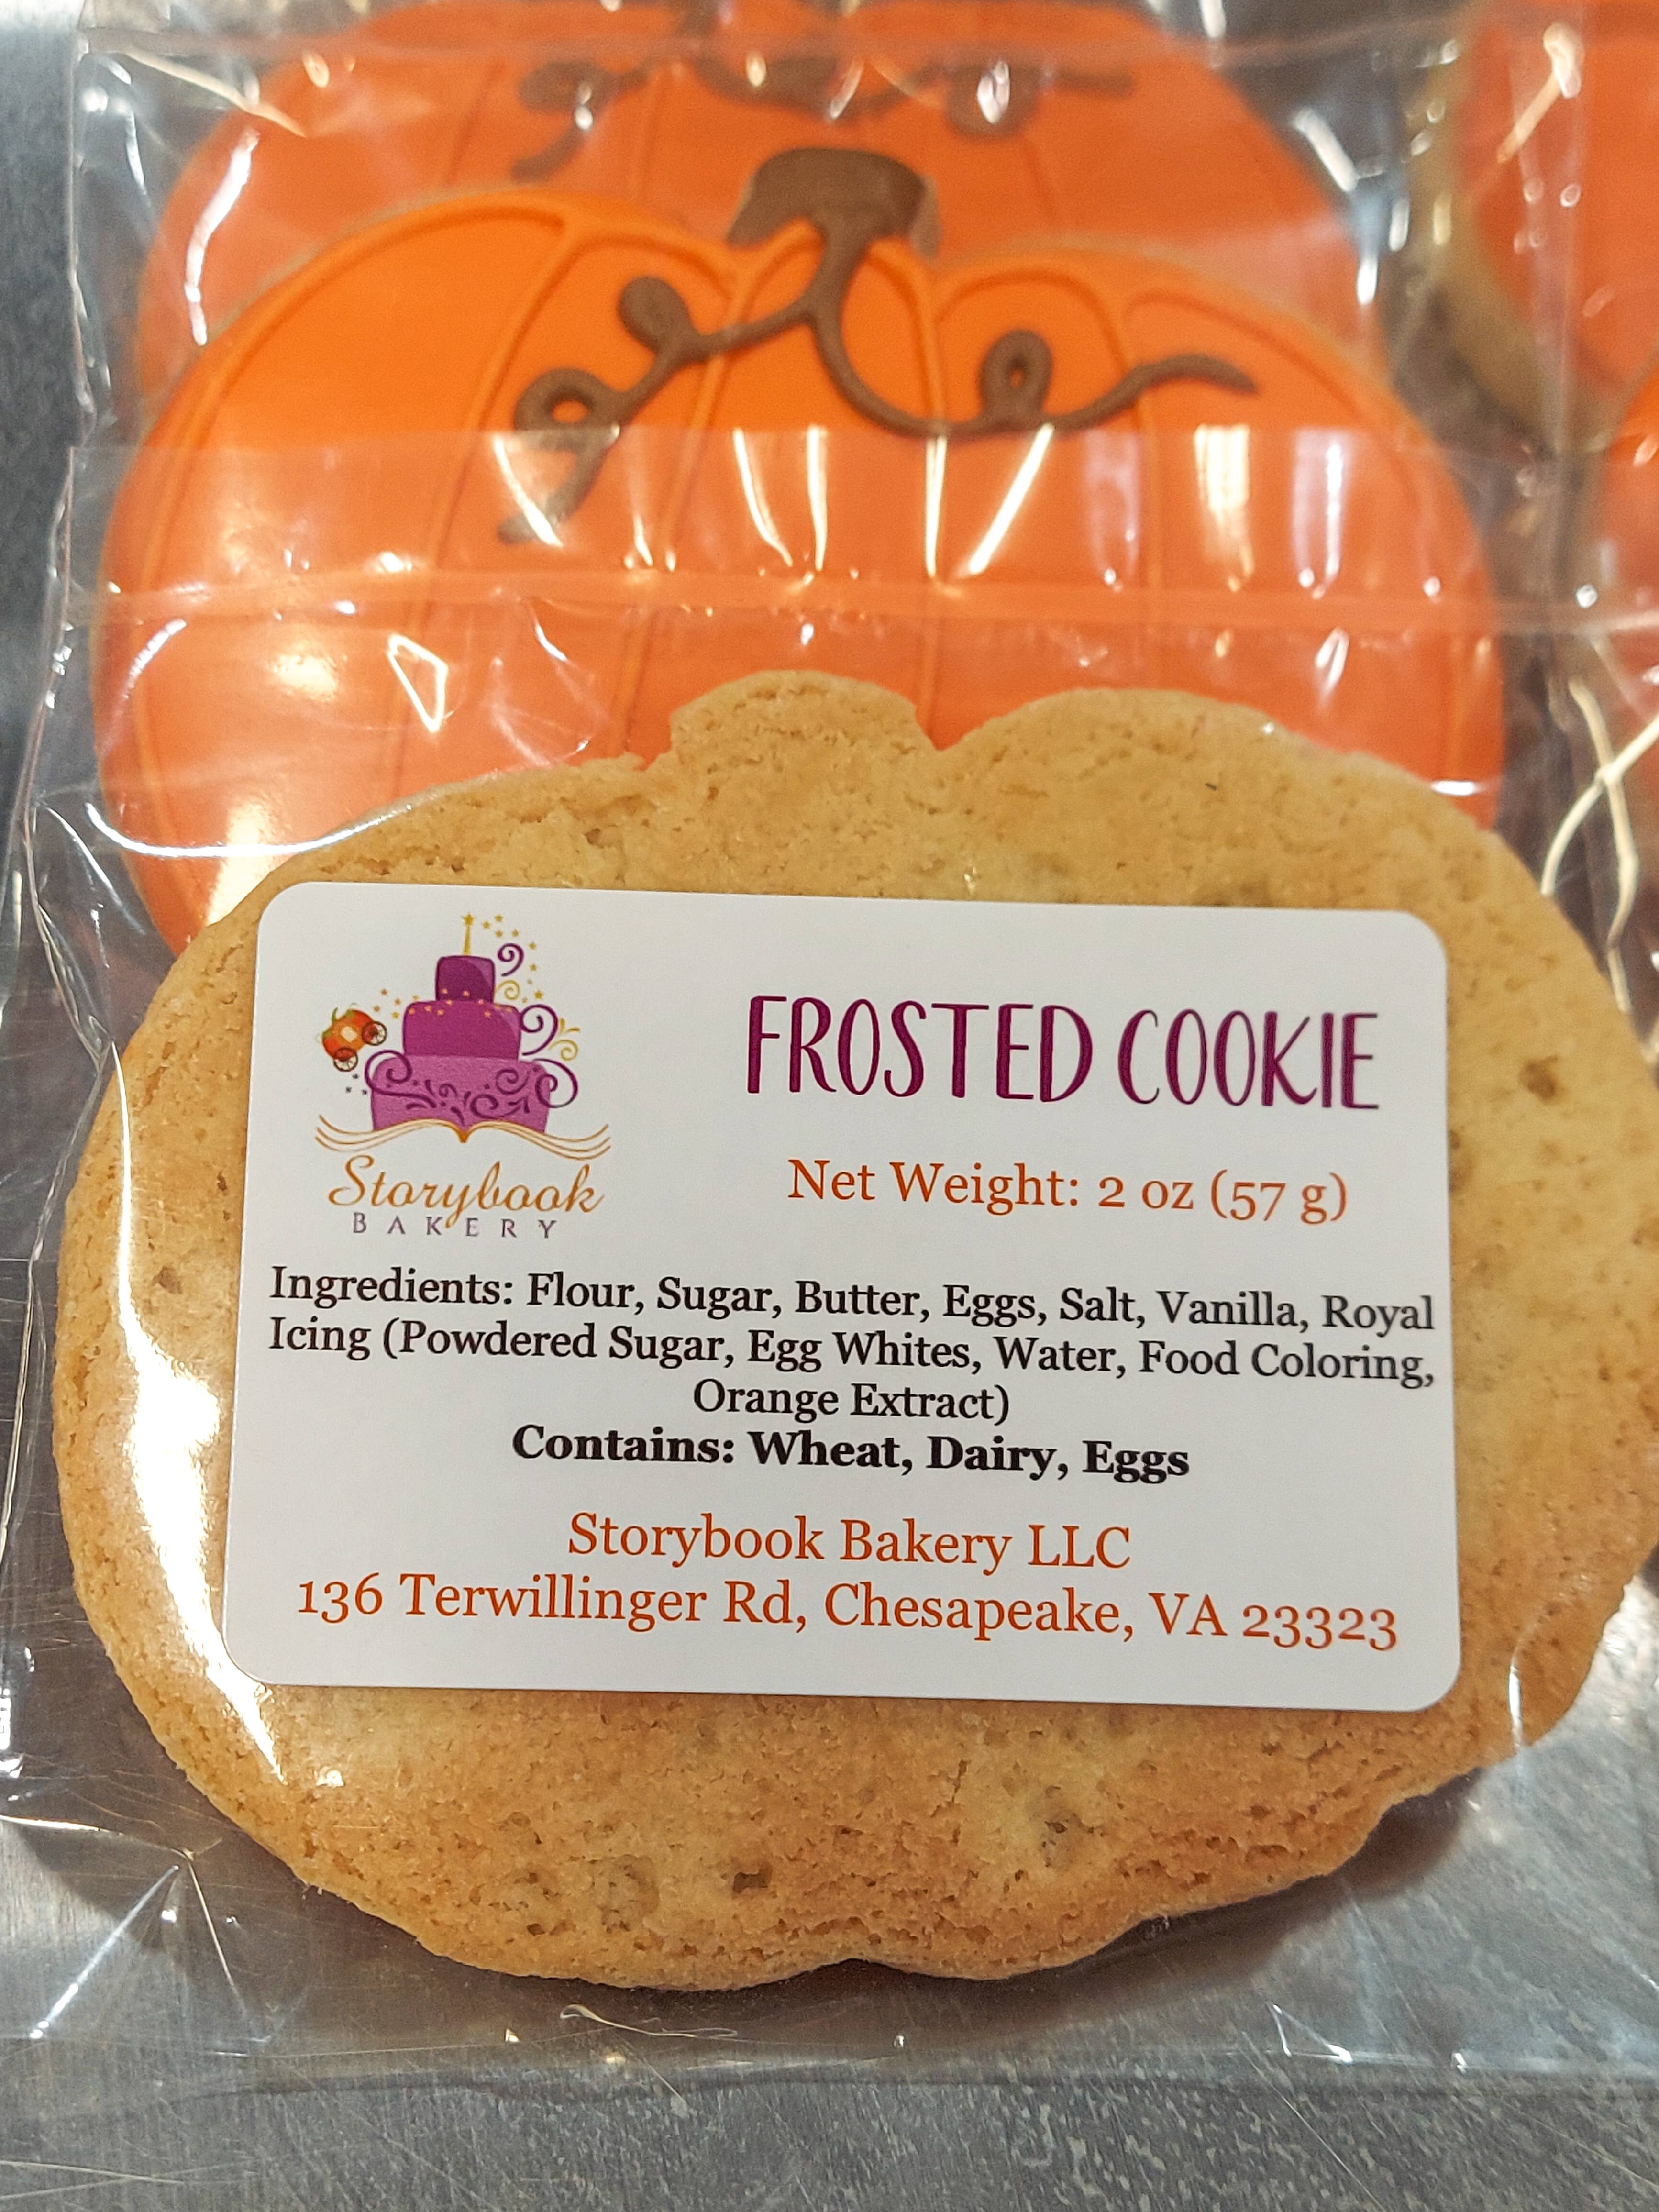 Storybook
BAKERY
FROSTED COOKIE
Net Weight: 2 oz (57 g)
Ingredients: Flour, Sugar, Butter, Eggs, Salt, Vanilla, Royal
Icing (Powdered Sugar, Egg Whites, Water, Food Coloring,
Orange Extract)
Contains: Wheat, Dairy, Eggs
Storybook Bakery LLC
136 Terwillinger Rd, Chesapeake, VA 23323